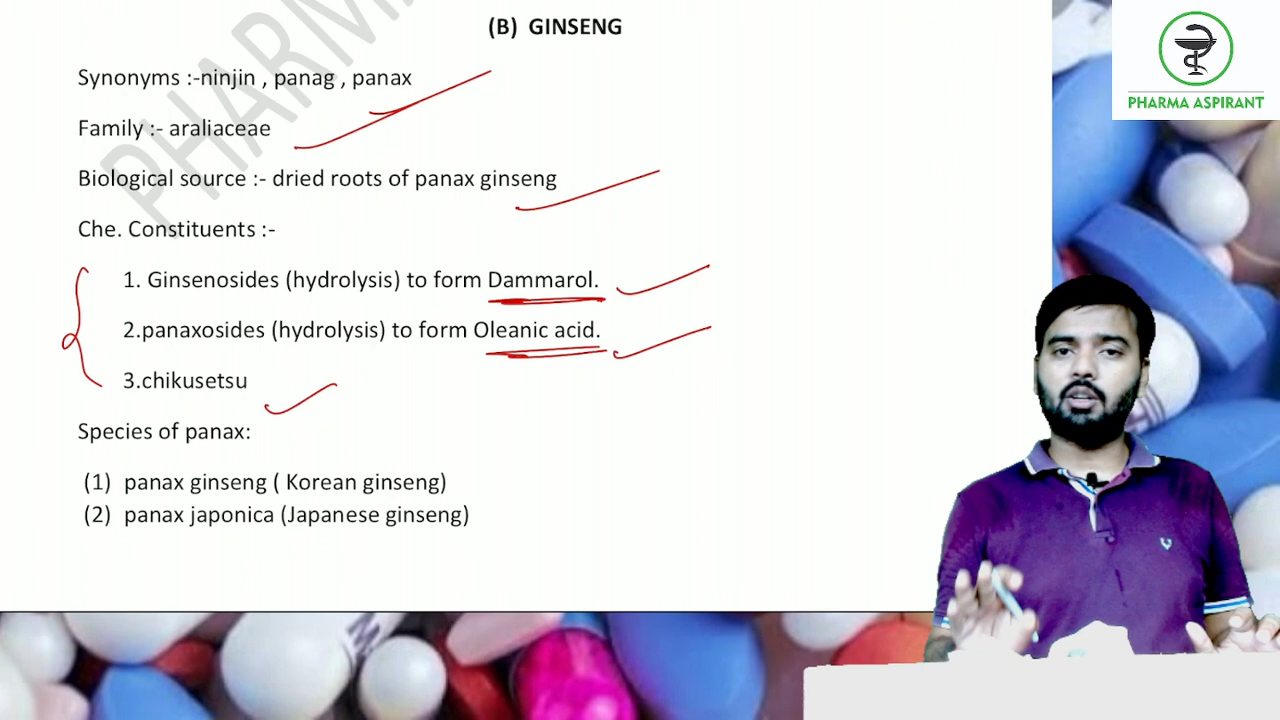 (B) GINSENG
Synonyms :-ninjin , panag , panax
Family :- araliaceae
Biological source :- dried roots of panax ginseng
Che. Constituents :-
1. Ginsenosides (hydrolysis) to form Dammarol.
2.panaxosides (hydrolysis) to form Oleanic acid.
3.chikusetsu
Species of panax:
(1) panax ginseng ( Korean ginseng)
(2) panax japonica (Japanese ginseng)
PHARMA ASPIRANT
PHARM